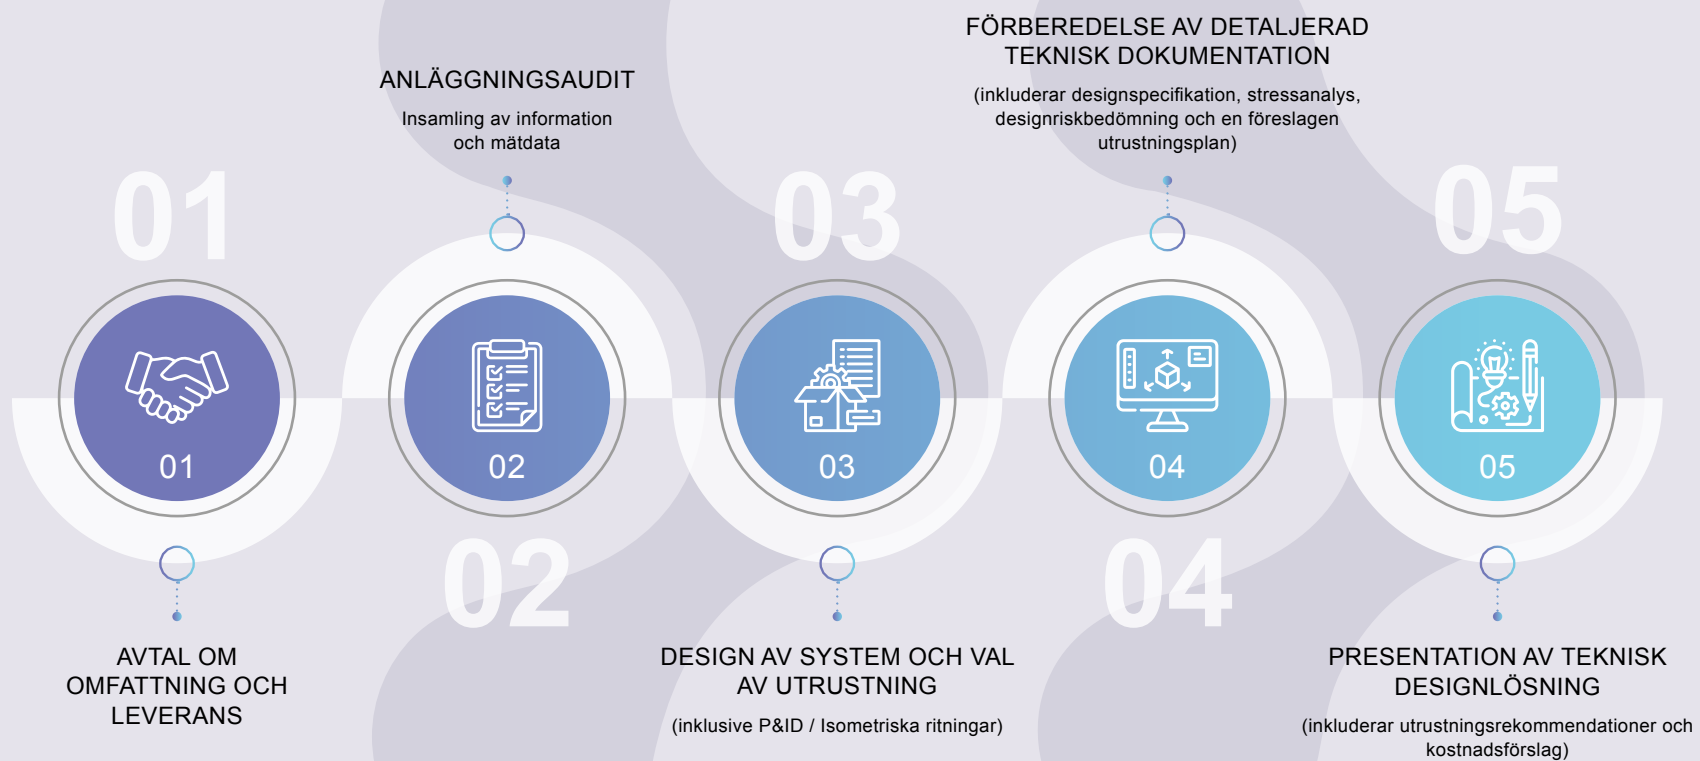 01
01
AVTAL OM
OMFATTNING OCH
LEVERANS
ANLÄGGNINGSAUDIT
Insamling av information
och mätdata
02
02
03
03
DESIGN AV SYSTEM OCH VAL
AV UTRUSTNING
(inklusive P&ID / Isometriska ritningar)
FÖRBEREDELSE AV DETALJERAD
TEKNISK DOKUMENTATION
(inkluderar designspecifikation, stressanalys,
designriskbedömning och en föreslagen
utrustningsplan)
04
04
05
05
PRESENTATION AV TEKNISK
DESIGNLÖSNING
(inkluderar utrustningsrekommendationer och
kostnadsförslag)